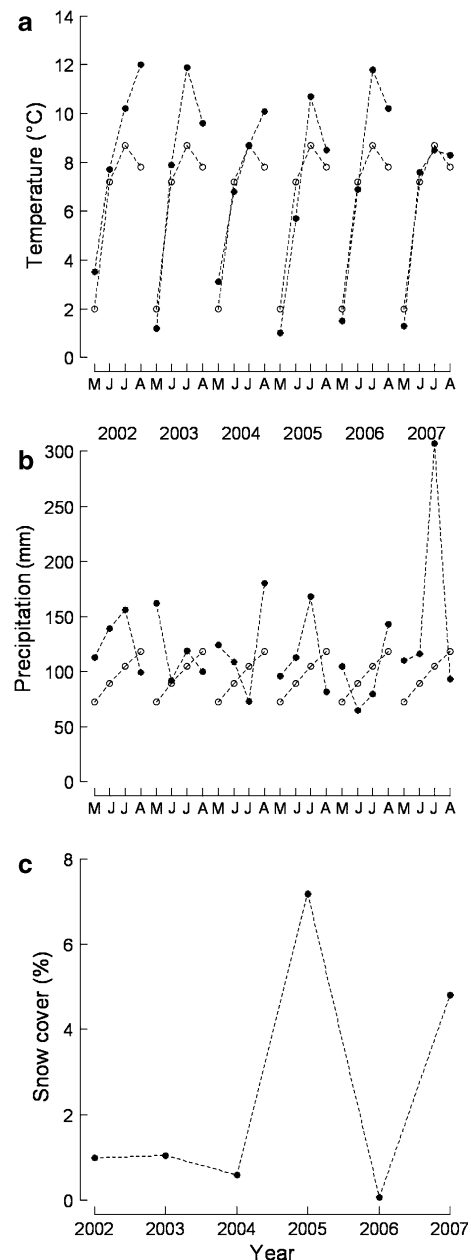 a
Temperature (°C)
14
12
10
8
6
4
2
0
M J J A M J J A M J J A M J J A M J J A M J J A
2002 2003 2004 2005 2006 2007
b
Precipitation (mm)
300
250
200
150
100
50
0
M J J A M J J A M J J A M J J A M J J A M J J A
c
Snow cover (%)
8
6
4
2
0
2002 2003 2004 2005 2006 2007
Year